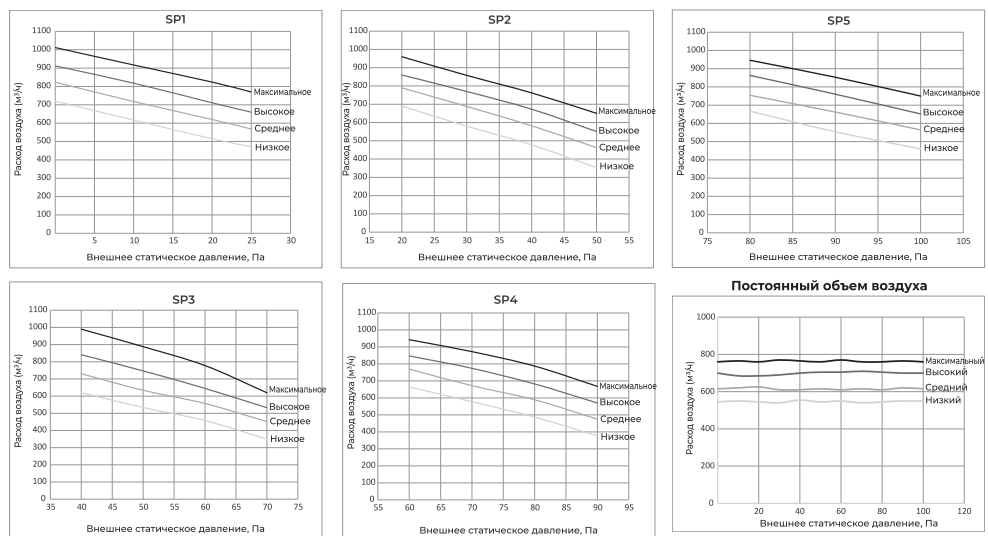 SP1
Расход воздуха (м³/ч)
1100
1000
900
800
700
600
500
400
300
200
100
0
Максимальное
Высокое
Среднее
Низкое
5 10 15 20 25 30
Внешнее статическое давление, Па
SP2
Расход воздуха (м³/ч)
1100
1000
900
800
700
600
500
400
300
200
100
0
Максимальное
Высокое
Среднее
Низкое
15 20 25 30 35 40 45 50 55
Внешнее статическое давление, Па
SP5
Расход воздуха (м³/ч)
1100
1000
900
800
700
600
500
400
300
200
100
0
Максимальное
Высокое
Среднее
Низкое
75 80 85 90 95 100 105
Внешнее статическое давление, Па
SP3
Расход воздуха (м³/ч)
1100
1000
900
800
700
600
500
400
300
200
100
0
Максимальное
Высокое
Среднее
Низкое
35 40 45 50 55 60 65 70 75
Внешнее статическое давление, Па
SP4
Расход воздуха (м³/ч)
1100
1000
900
800
700
600
500
400
300
200
100
0
Максимальное
Высокое
Среднее
Низкое
55 60 65 70 75 80 85 90 95
Внешнее статическое давление, Па
Постоянный объем воздуха
Расход воздуха (м³/ч)
1000
800
600
400
200
0
Максимальный
Высокий
Средний
Низкий
20 40 60 80 100 120
Внешнее статическое давление, Па